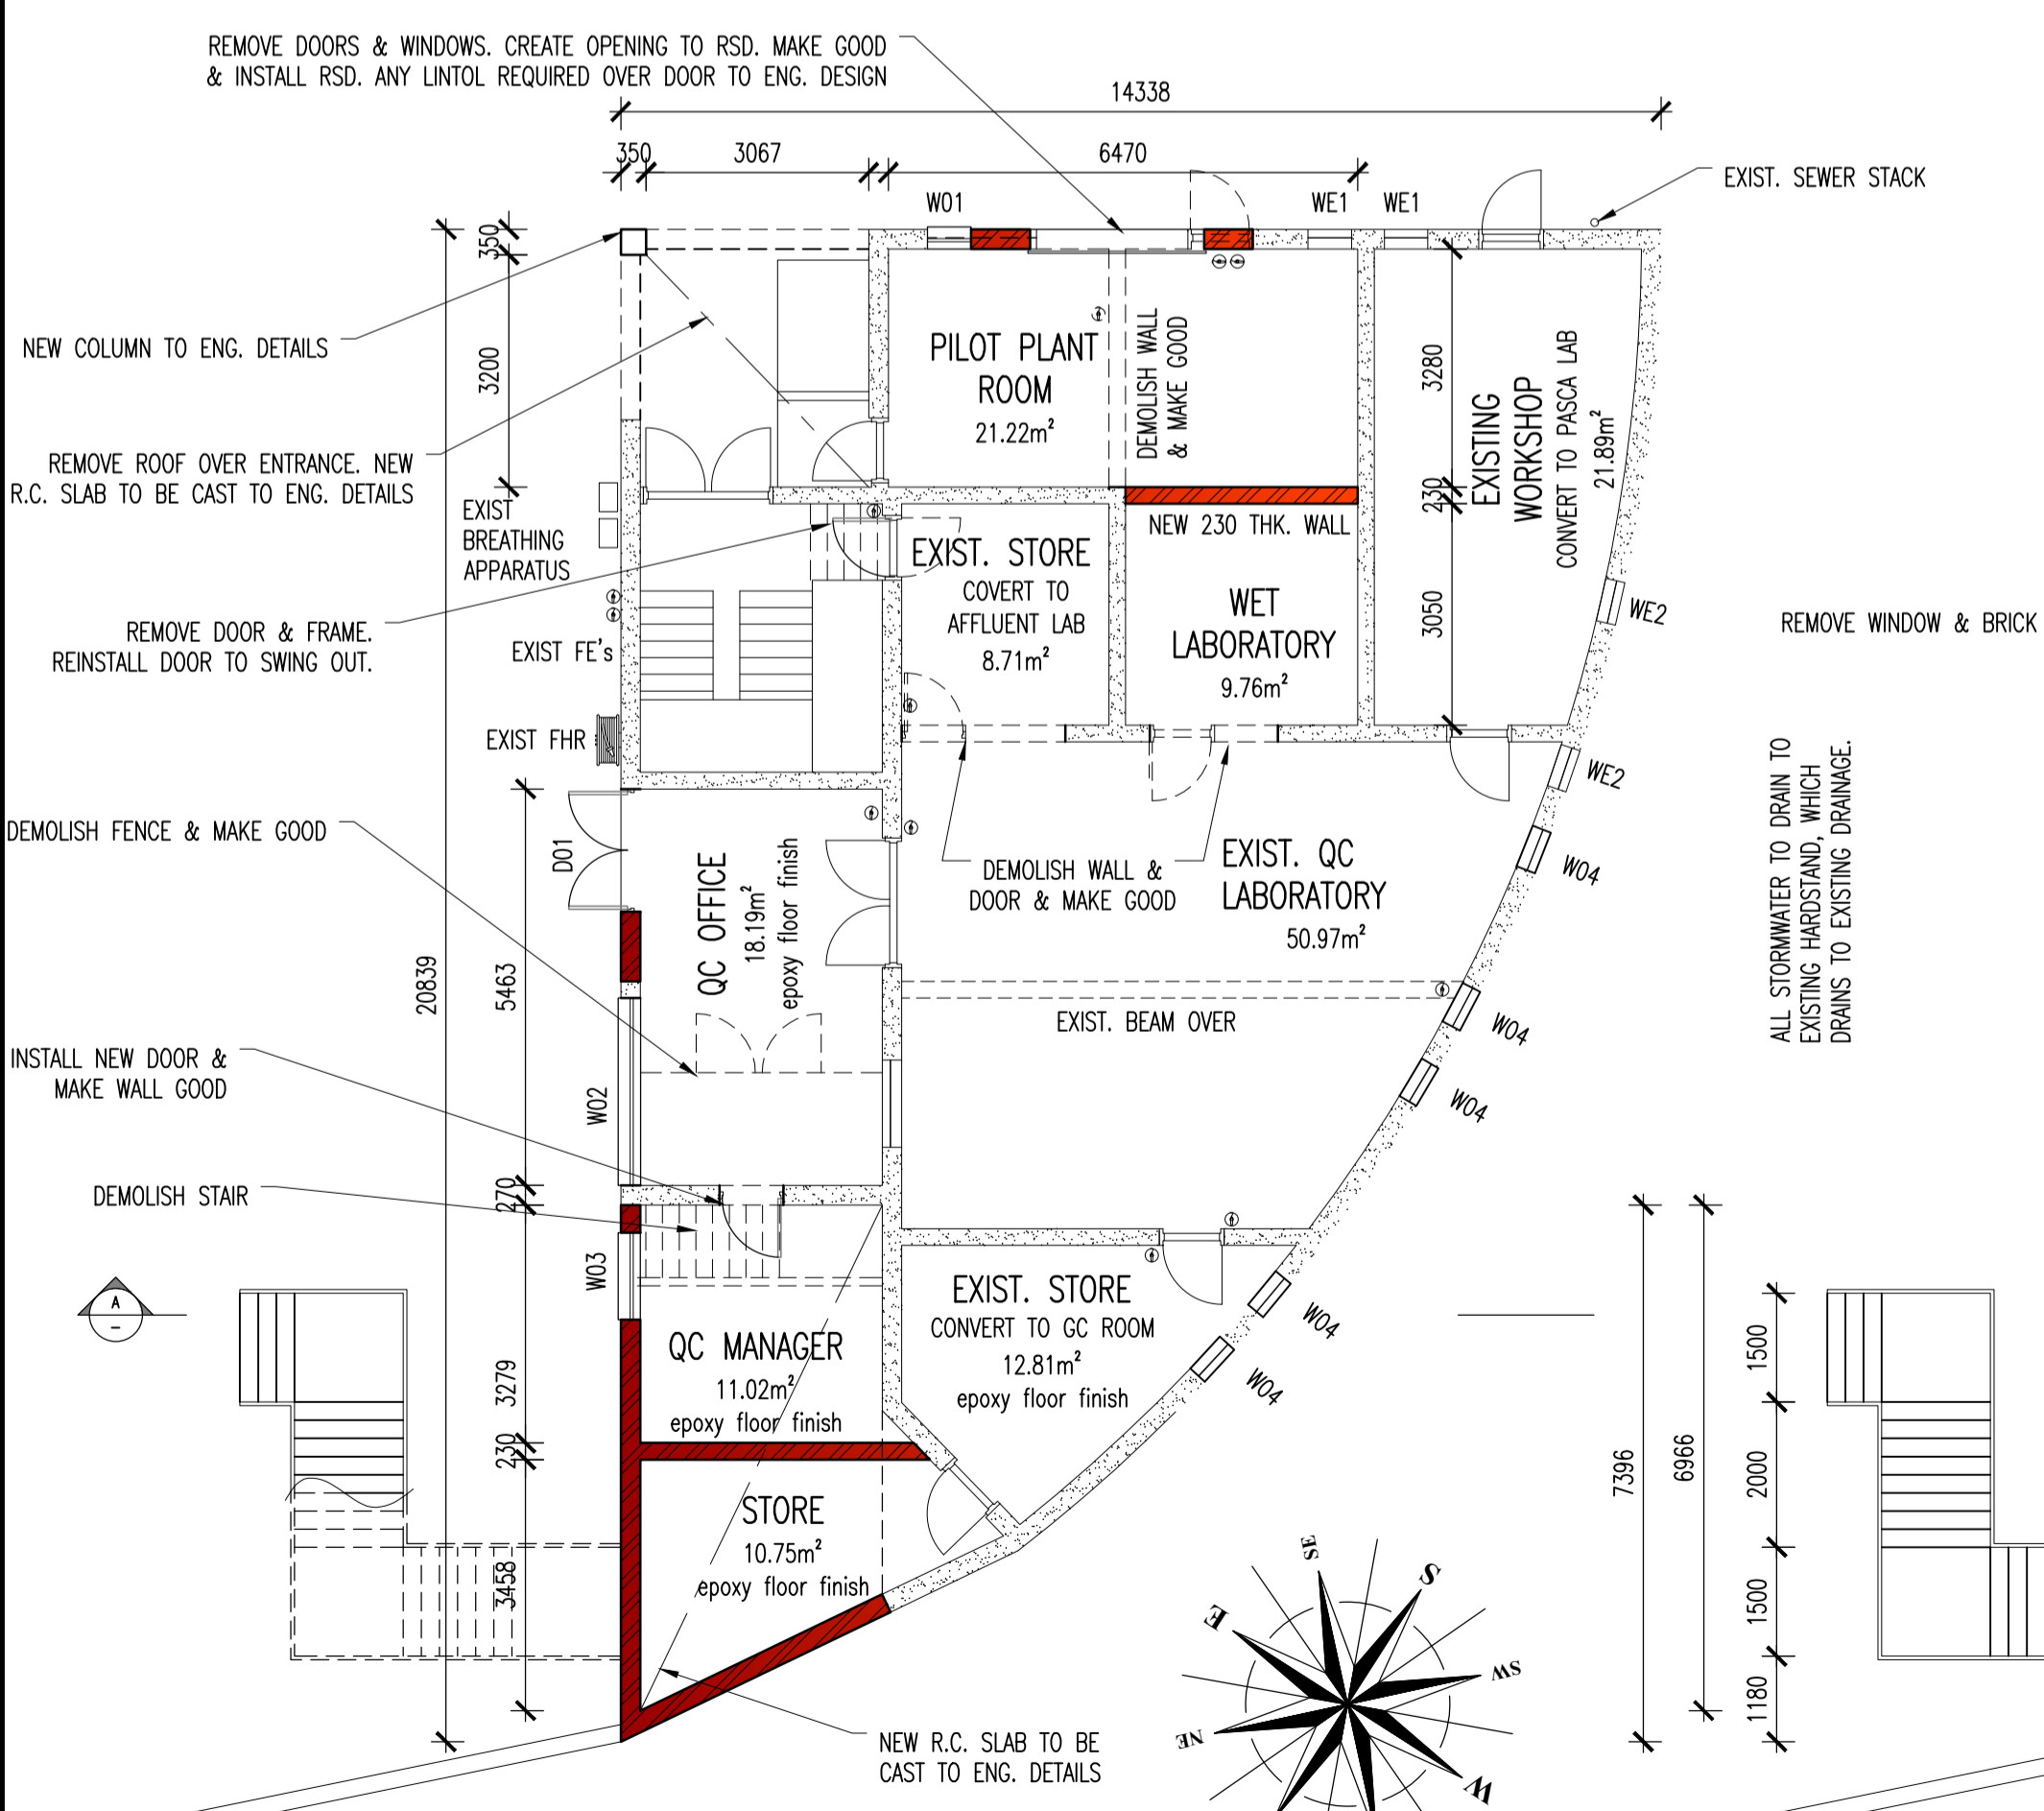 REMOVE DOORS & WINDOWS. CREATE OPENING TO RSD. MAKE GOOD
& INSTALL RSD. ANY LINTOL REQUIRED OVER DOOR TO ENG. DESIGN
14338
350
3067
6470
EXIST. SEWER STACK
W01
WE1
WE1
350
NEW COLUMN TO ENG. DETAILS
3200
PILOT PLANT
ROOM
21.22m²
DEMOLISH WALL
& MAKE GOOD
3280
EXISTING
WORKSHOP
CONVERT TO PASCA LAB
21.89m²
REMOVE ROOF OVER ENTRANCE. NEW
R.C. SLAB TO BE CAST TO ENG. DETAILS
EXIST
BREATHING
APPARATUS
230
NEW 230 THK. WALL
EXIST. STORE
COVERT TO
AFFLUENT LAB
8.71m²
WET
LABORATORY
9.76m²
3050
WE2
REMOVE WINDOW & BRICK
REMOVE DOOR & FRAME.
REINSTALL DOOR TO SWING OUT.
EXIST FE's
EXIST FHR
WE2
ALL STORMWATER TO DRAIN TO
EXISTING HARDSTAND, WHICH
DRAINS TO EXISTING DRAINAGE.
DEMOLISH FENCE & MAKE GOOD
D01
QC OFFICE
18.19m²
epoxy floor finish
DEMOLISH WALL &
DOOR & MAKE GOOD
EXIST. QC
LABORATORY
50.97m²
W04
20839
5463
EXIST. BEAM OVER
W04
INSTALL NEW DOOR &
MAKE WALL GOOD
W02
W04
DEMOLISH STAIR
270
W03
A
–
EXIST. STORE
CONVERT TO GC ROOM
12.81m²
epoxy floor finish
W04
QC MANAGER
11.02m²
epoxy floor finish
3279
W04
230
1500
7396
6966
2000
STORE
10.75m²
epoxy floor finish
3458
SE
S
E
SW
NE
W
1500
1180
NEW R.C. SLAB TO BE
CAST TO ENG. DETAILS